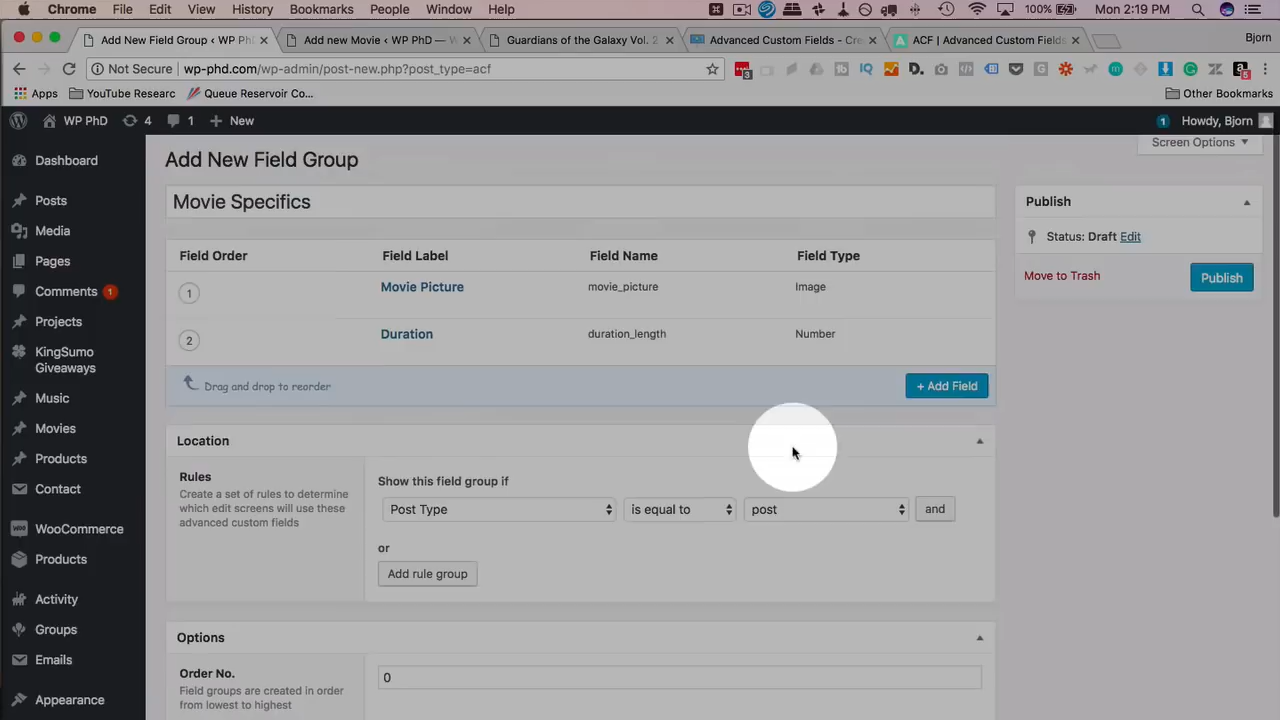 Chrome File Edit View History Bookmarks People Window Help 100% Mon 2:19 PM
Add New Field Group ‹ WP PhD Add new Movie ‹ WP PhD — W Guardians of the Galaxy Vol. 2 Advanced Custom Fields - Cre ACF | Advanced Custom Fields Bjorn
Not Secure wp-phd.com/wp-admin/post-new.php?post_type=acf
Apps YouTube Researc Queue Reservoir Co... Other Bookmarks
WP PhD 4 1 New 1 Howdy, Bjorn
Screen Options
Dashboard
Posts
Media
Pages
Comments 1
Projects
KingSumo
Giveaways
Music
Movies
Products
Contact
WooCommerce
Products
Activity
Groups
Emails
Appearance
Add New Field Group
Movie Specifics
Field Order Field Label Field Name Field Type
1 Movie Picture movie_picture Image
2 Duration duration_length Number
Drag and drop to reorder + Add Field
Location
Rules
Create a set of rules to determine
which edit screens will use these
advanced custom fields
Show this field group if
Post Type is equal to post and
or
Add rule group
Options
Order No.
Field groups are created in order
from lowest to highest
0
Publish
Status: Draft Edit
Move to Trash Publish